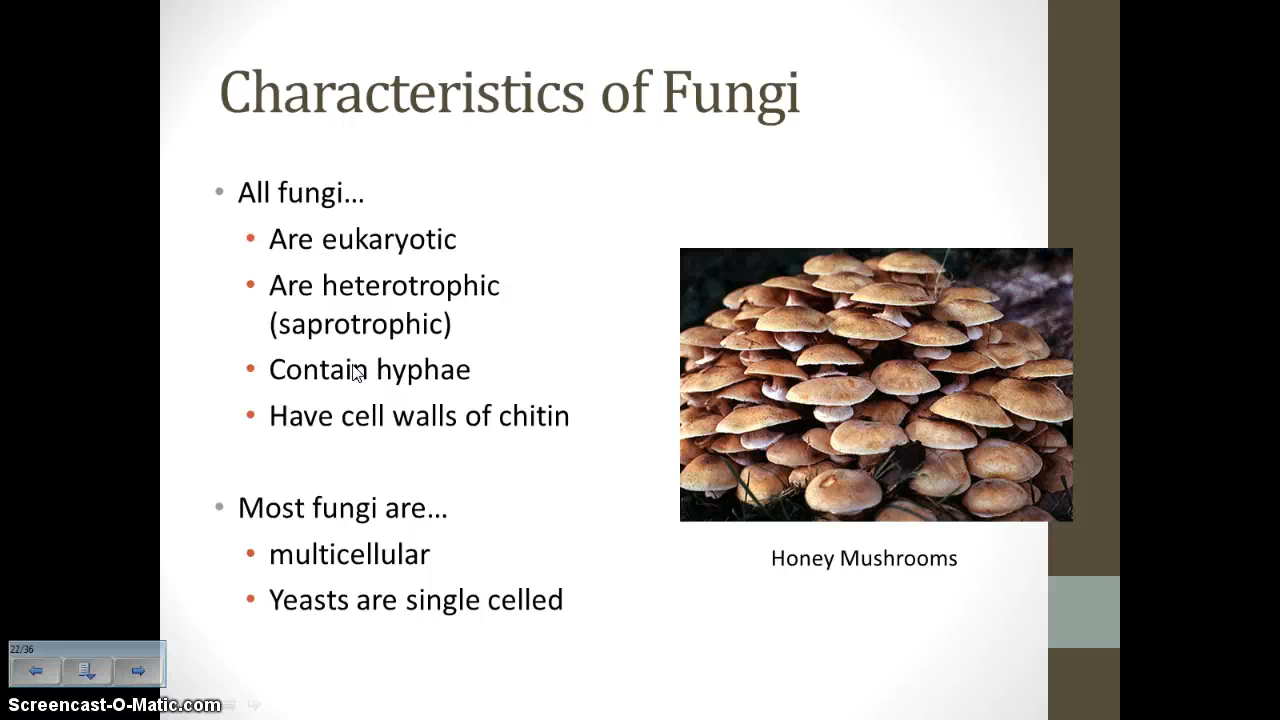 Characteristics of Fungi
• All fungi...
• Are eukaryotic
• Are heterotrophic
(saprotrophic)
• Contain hyphae
• Have cell walls of chitin
• Most fungi are...
• multicellular
• Yeasts are single celled
Honey Mushrooms
22/36
Screencast-O-Matic.com